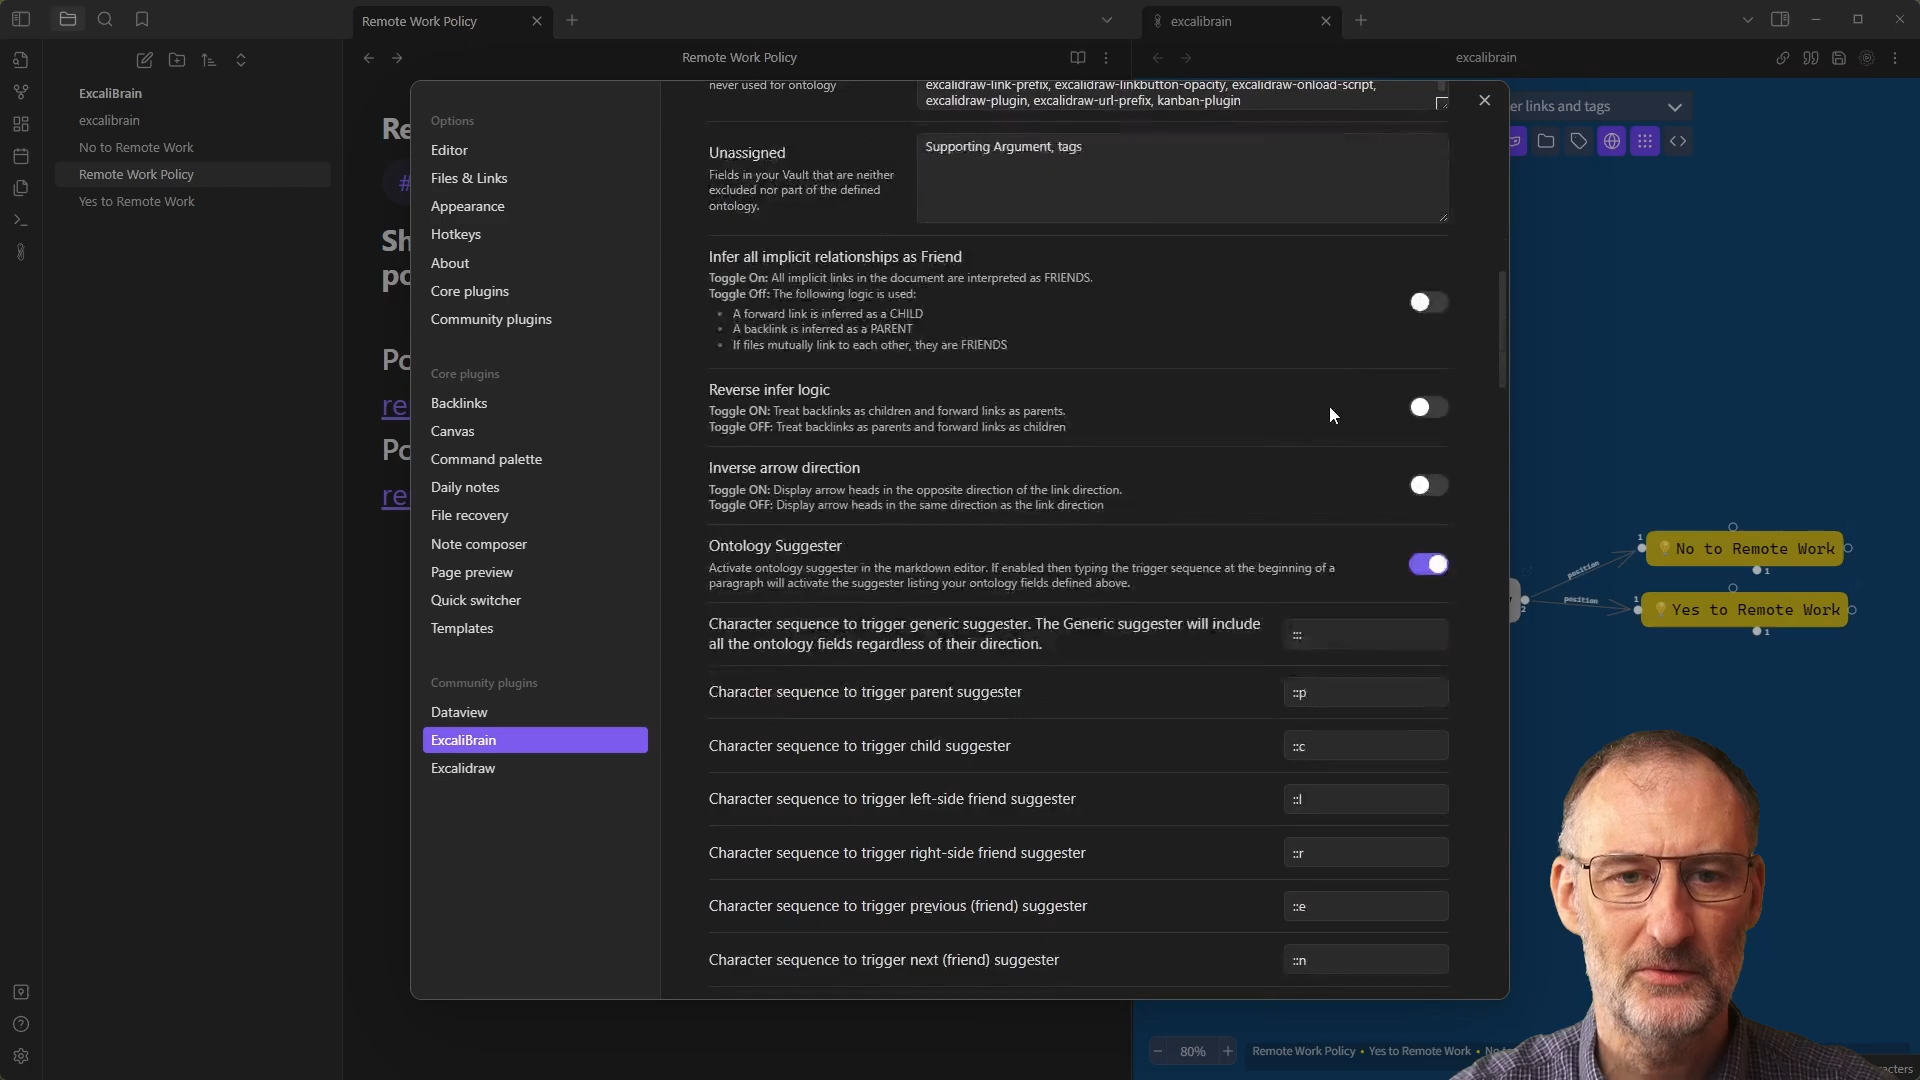 Remote Work Policy
excalibrain
Remote Work Policy
excalibrain
ExcaliBrain
excalibrain
No to Remote Work
Remote Work Policy
Yes to Remote Work
Re
#
Sh
po
Po
re
Po
re
Options
Editor
Files & Links
Appearance
Hotkeys
About
Core plugins
Community plugins
Core plugins
Backlinks
Canvas
Command palette
Daily notes
File recovery
Note composer
Page preview
Quick switcher
Templates
Community plugins
Dataview
ExcaliBrain
Excalidraw
never used for ontology
excalidraw-link-prefix, excalidraw-linkbutton-opacity, excalidraw-onload-script,
excalidraw-plugin, excalidraw-url-prefix, kanban-plugin
Unassigned
Fields in your Vault that are neither
excluded nor part of the defined
ontology.
Supporting Argument, tags
Infer all implicit relationships as Friend
Toggle On: All implicit links in the document are interpreted as FRIENDS.
Toggle Off: The following logic is used:
• A forward link is inferred as a CHILD
• A backlink is inferred as a PARENT
• If files mutually link to each other, they are FRIENDS
Reverse infer logic
Toggle ON: Treat backlinks as children and forward links as parents.
Toggle OFF: Treat backlinks as parents and forward links as children
Inverse arrow direction
Toggle ON: Display arrow heads in the opposite direction of the link direction.
Toggle OFF: Display arrow heads in the same direction as the link direction
Ontology Suggester
Activate ontology suggester in the markdown editor. If enabled then typing the trigger sequence at the beginning of a
paragraph will activate the suggester listing your ontology fields defined above.
Character sequence to trigger generic suggester. The Generic suggester will include
all the ontology fields regardless of their direction.
:::
Character sequence to trigger parent suggester
::p
Character sequence to trigger child suggester
::c
Character sequence to trigger left-side friend suggester
::l
Character sequence to trigger right-side friend suggester
::r
Character sequence to trigger previous (friend) suggester
::e
Character sequence to trigger next (friend) suggester
::n
er links and tags
1
No to Remote Work
1
position
position
1
Yes to Remote Work
1
2
80%
Remote Work Policy • Yes to Remote Work •
acters